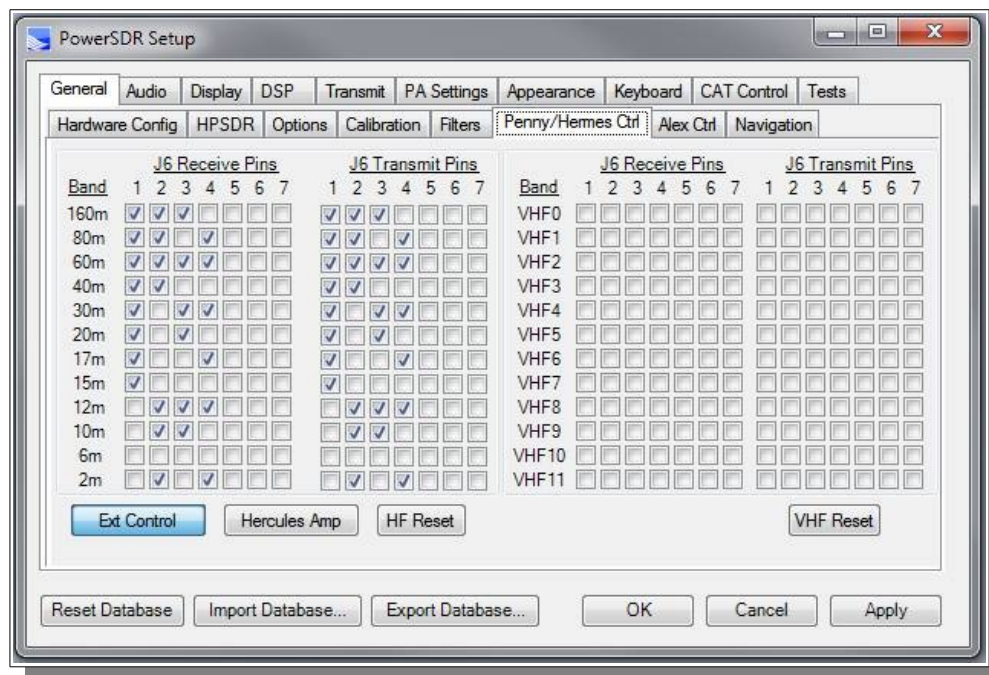 PowerSDR Setup
General Audio Display DSP Transmit PA Settings Appearance Keyboard CAT Control Tests
Hardware Config HPSDR Options Calibration Filters Penny/Hermes Ctrl Alex Ctrl Navigation
J6 Receive Pins J6 Transmit Pins J6 Receive Pins J6 Transmit Pins
Band 1 2 3 4 5 6 7 1 2 3 4 5 6 7 Band 1 2 3 4 5 6 7 1 2 3 4 5 6 7
160m VHF0
80m VHF1
60m VHF2
40m VHF3
30m VHF4
20m VHF5
17m VHF6
15m VHF7
12m VHF8
10m VHF9
6m VHF10
2m VHF11
Ext Control Hercules Amp HF Reset VHF Reset
Reset Database Import Database... Export Database... OK Cancel Apply